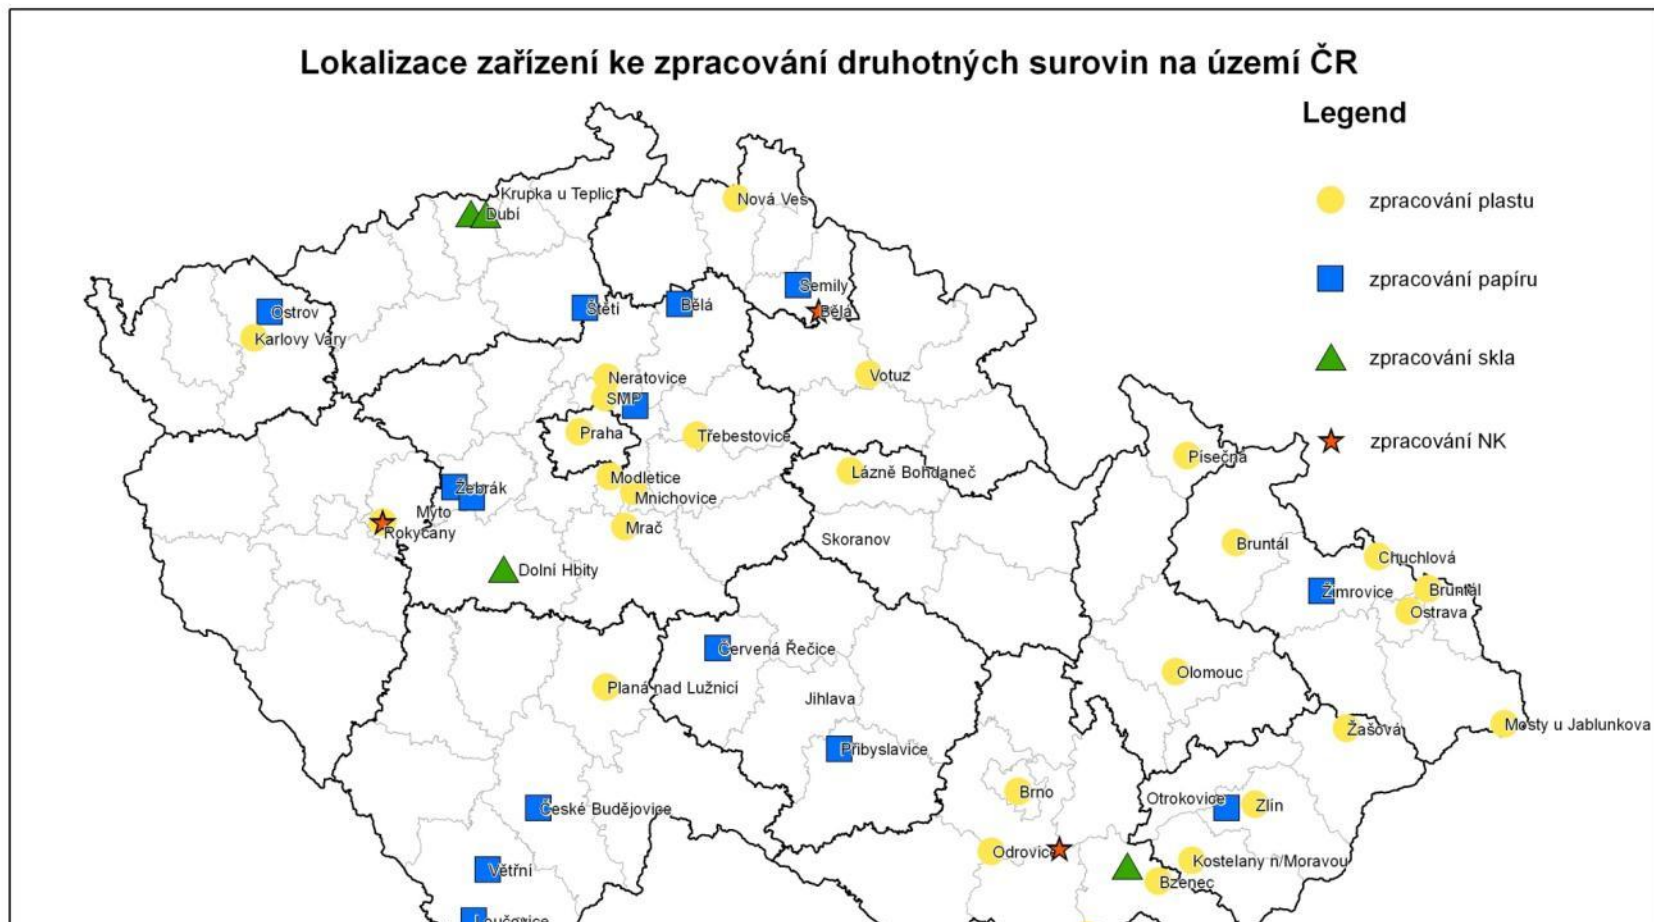 Lokalizace zařízení ke zpracování druhotných surovin na území ČR
Legend
zpracování plastu
zpracování papíru
zpracování skla
zpracování NK
Krupka u Teplic
Dubí
Nová Ves
Semily
Bělá
Ostrov
Štětí
Bělá
Karlovy Vary
Neratovice
Votuz
SMP
Praha
Třebestovice
Písečná
Modletice
Lázně Bohdaneč
Žebrák
Mnichovice
Mýto
Rokycany
Mrač
Skoranov
Bruntál
Chuchlová
Dolní Hbity
Žimrovice
Bruntál
Ostrava
Červená Řečice
Olomouc
Planá nad Lužnicí
Jihlava
Žašová
Mosty u Jablunkova
Přibyslavice
Brno
Otrokovice
Zlín
České Budějovice
Odrovice
Kostelany n/Moravou
Větřní
Bzenec
Loučovice